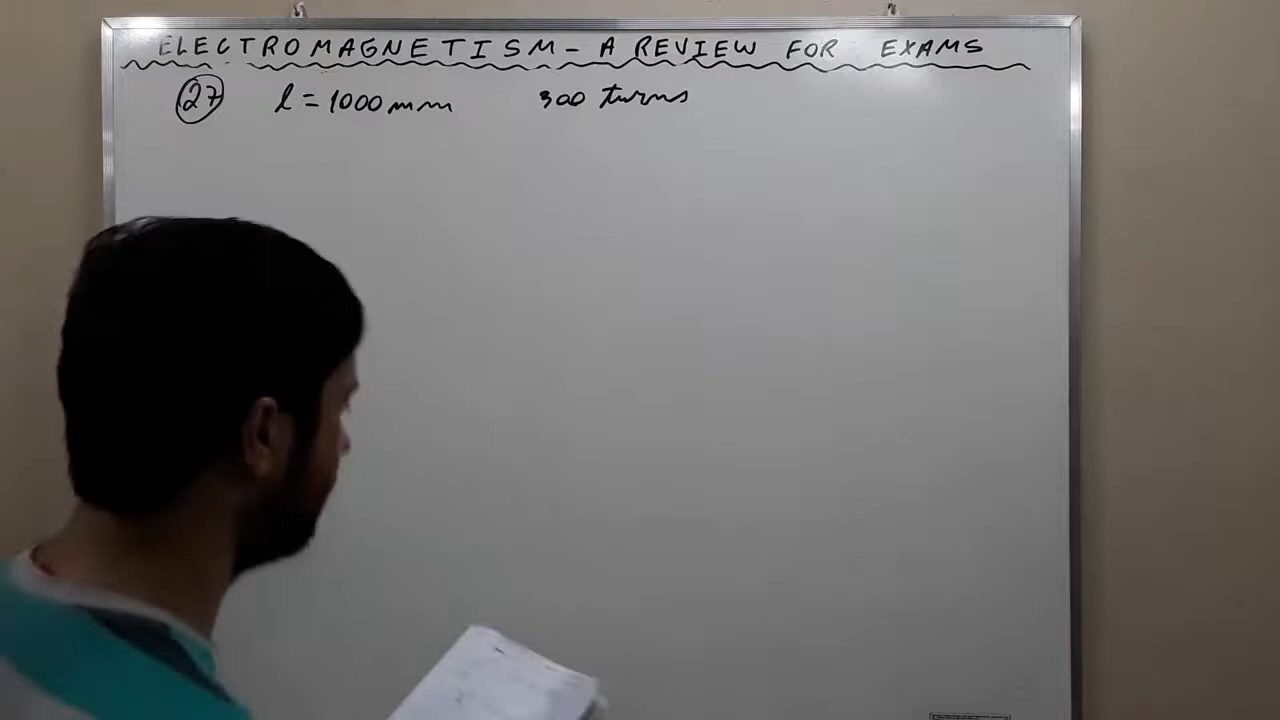 ELECTROMAGNETISM - A REVIEW FOR EXAMS
27 l = 1000 mm 300 turns